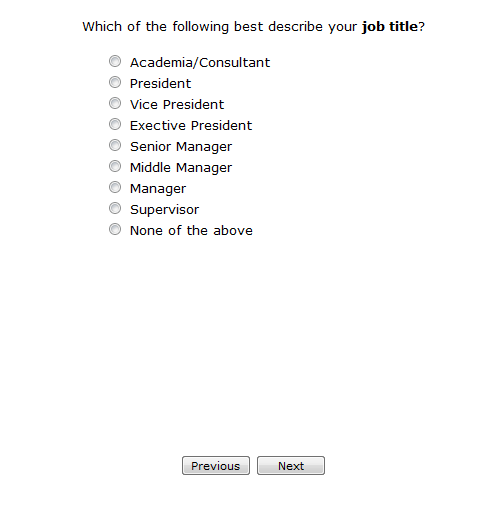 Which of the following best describe your job title?
Academia/Consultant
President
Vice President
Exective President
Senior Manager
Middle Manager
Manager
Supervisor
None of the above
Previous Next